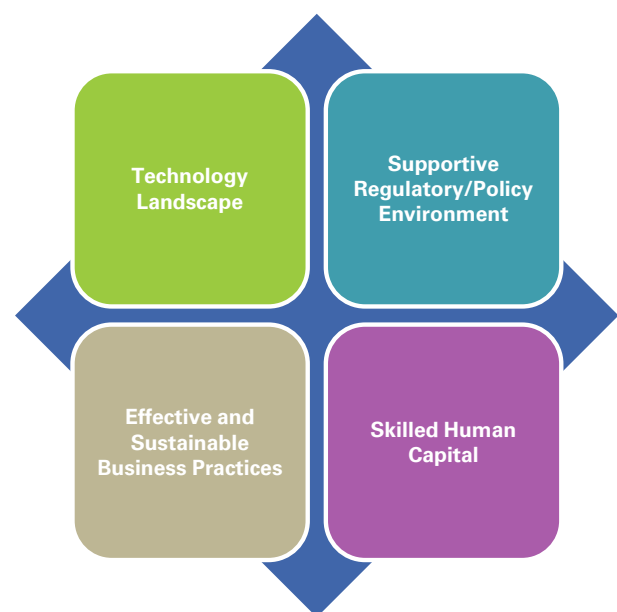 Technology
Landscape
Supportive
Regulatory/Policy
Environment
Effective and
Sustainable
Business Practices
Skilled Human
Capital